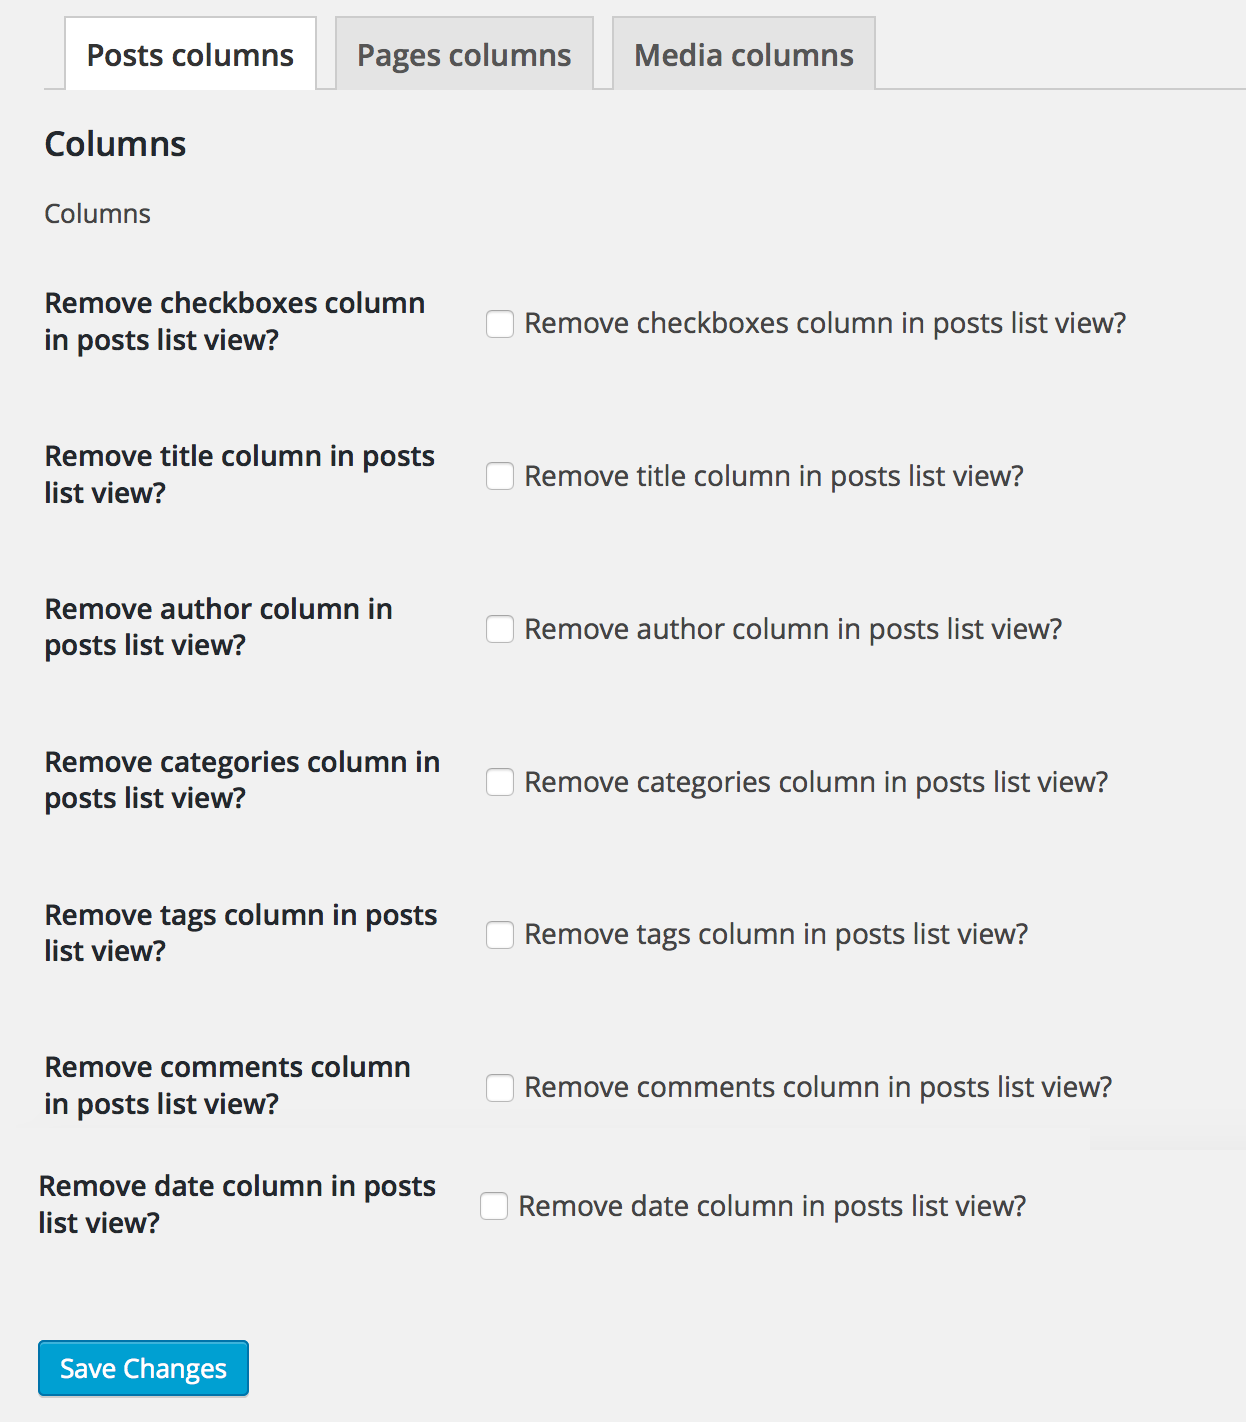 Posts columns Pages columns Media columns
Columns
Columns
Remove checkboxes column
in posts list view?
Remove checkboxes column in posts list view?
Remove title column in posts
list view?
Remove title column in posts list view?
Remove author column in
posts list view?
Remove author column in posts list view?
Remove categories column in
posts list view?
Remove categories column in posts list view?
Remove tags column in posts
list view?
Remove tags column in posts list view?
Remove comments column
in posts list view?
Remove comments column in posts list view?
Remove date column in posts
list view?
Remove date column in posts list view?
Save Changes